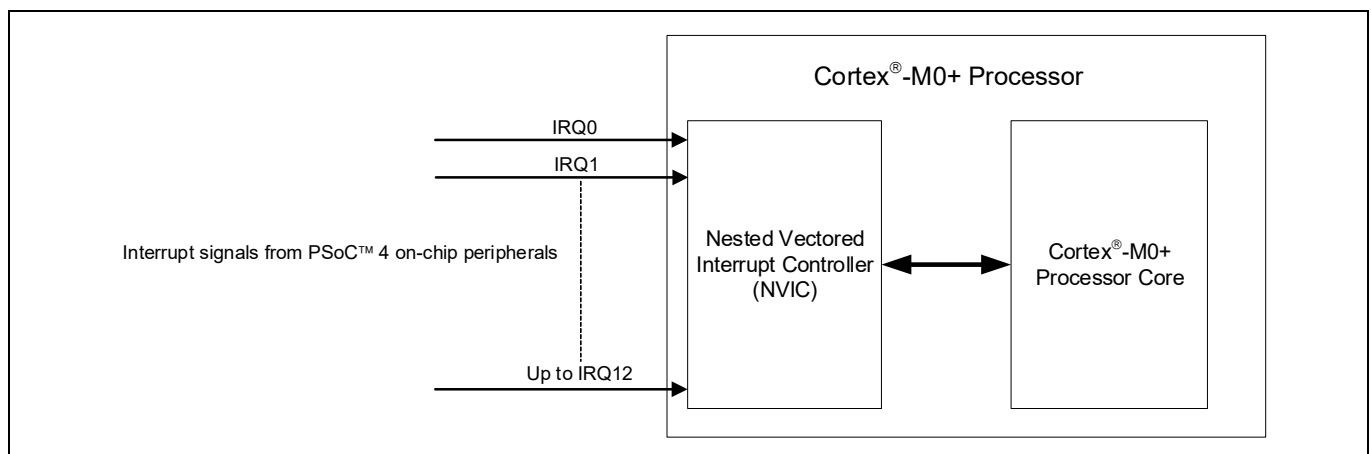 Cortex®-M0+ Processor
IRQ0
IRQ1
Interrupt signals from PSoC™ 4 on-chip peripherals
Up to IRQ12
Nested Vectored
Interrupt Controller
(NVIC)
Cortex®-M0+
Processor Core